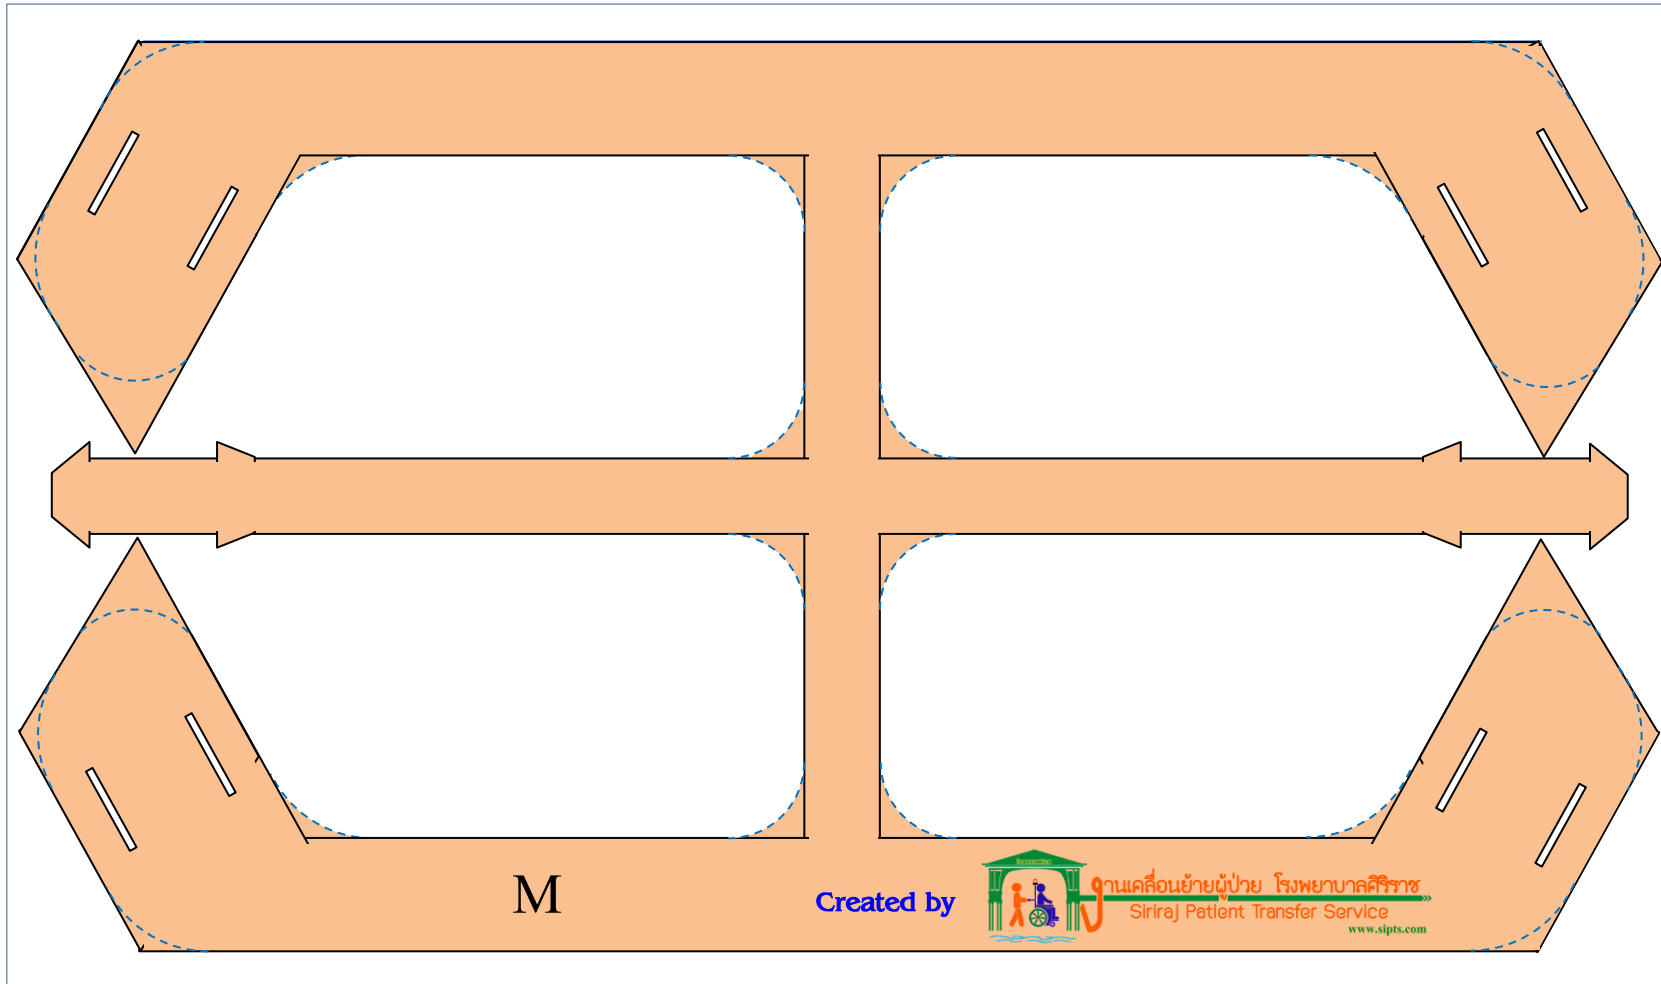 M
Created by
งานเคลื่อนย้ายผู้ป่วย โรงพยาบาลศิริราช
Siriraj Patient Transfer Service
www.sipts.com